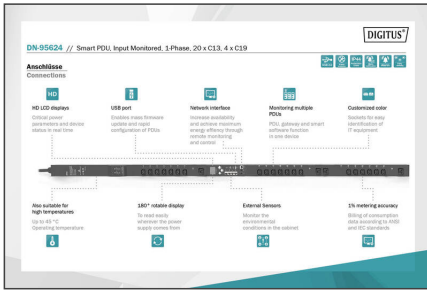 DIGITUS®
DN-95624 // Smart PDU, Input Monitored, 1-Phase, 20 x C13, 4 x C19
Anschlüsse
Connections
HD
HD LCD displays
Critical power
parameters and device
status in real time
USB port
Enables mass firmware
update and rapid
configuration of PDUs
Network interface
Increase availability
and achieve maximum
energy effiency through
remote monitoring
and control
Monitoring multiple
PDUs
PDU, gateway and smart
software function
in one device
Customized color
Sockets for easy
identification of
IT equipment
Also suitable for
high temperatures
Up to 45 °C
Operating temperature.
180° rotable display
To read easily
wherever the power
supply comes from
External Sensors
Monitor the
environmental
conditions in the cabinet
1% metering accuracy
Billing of consumption
data according to ANSI
and IEC standards